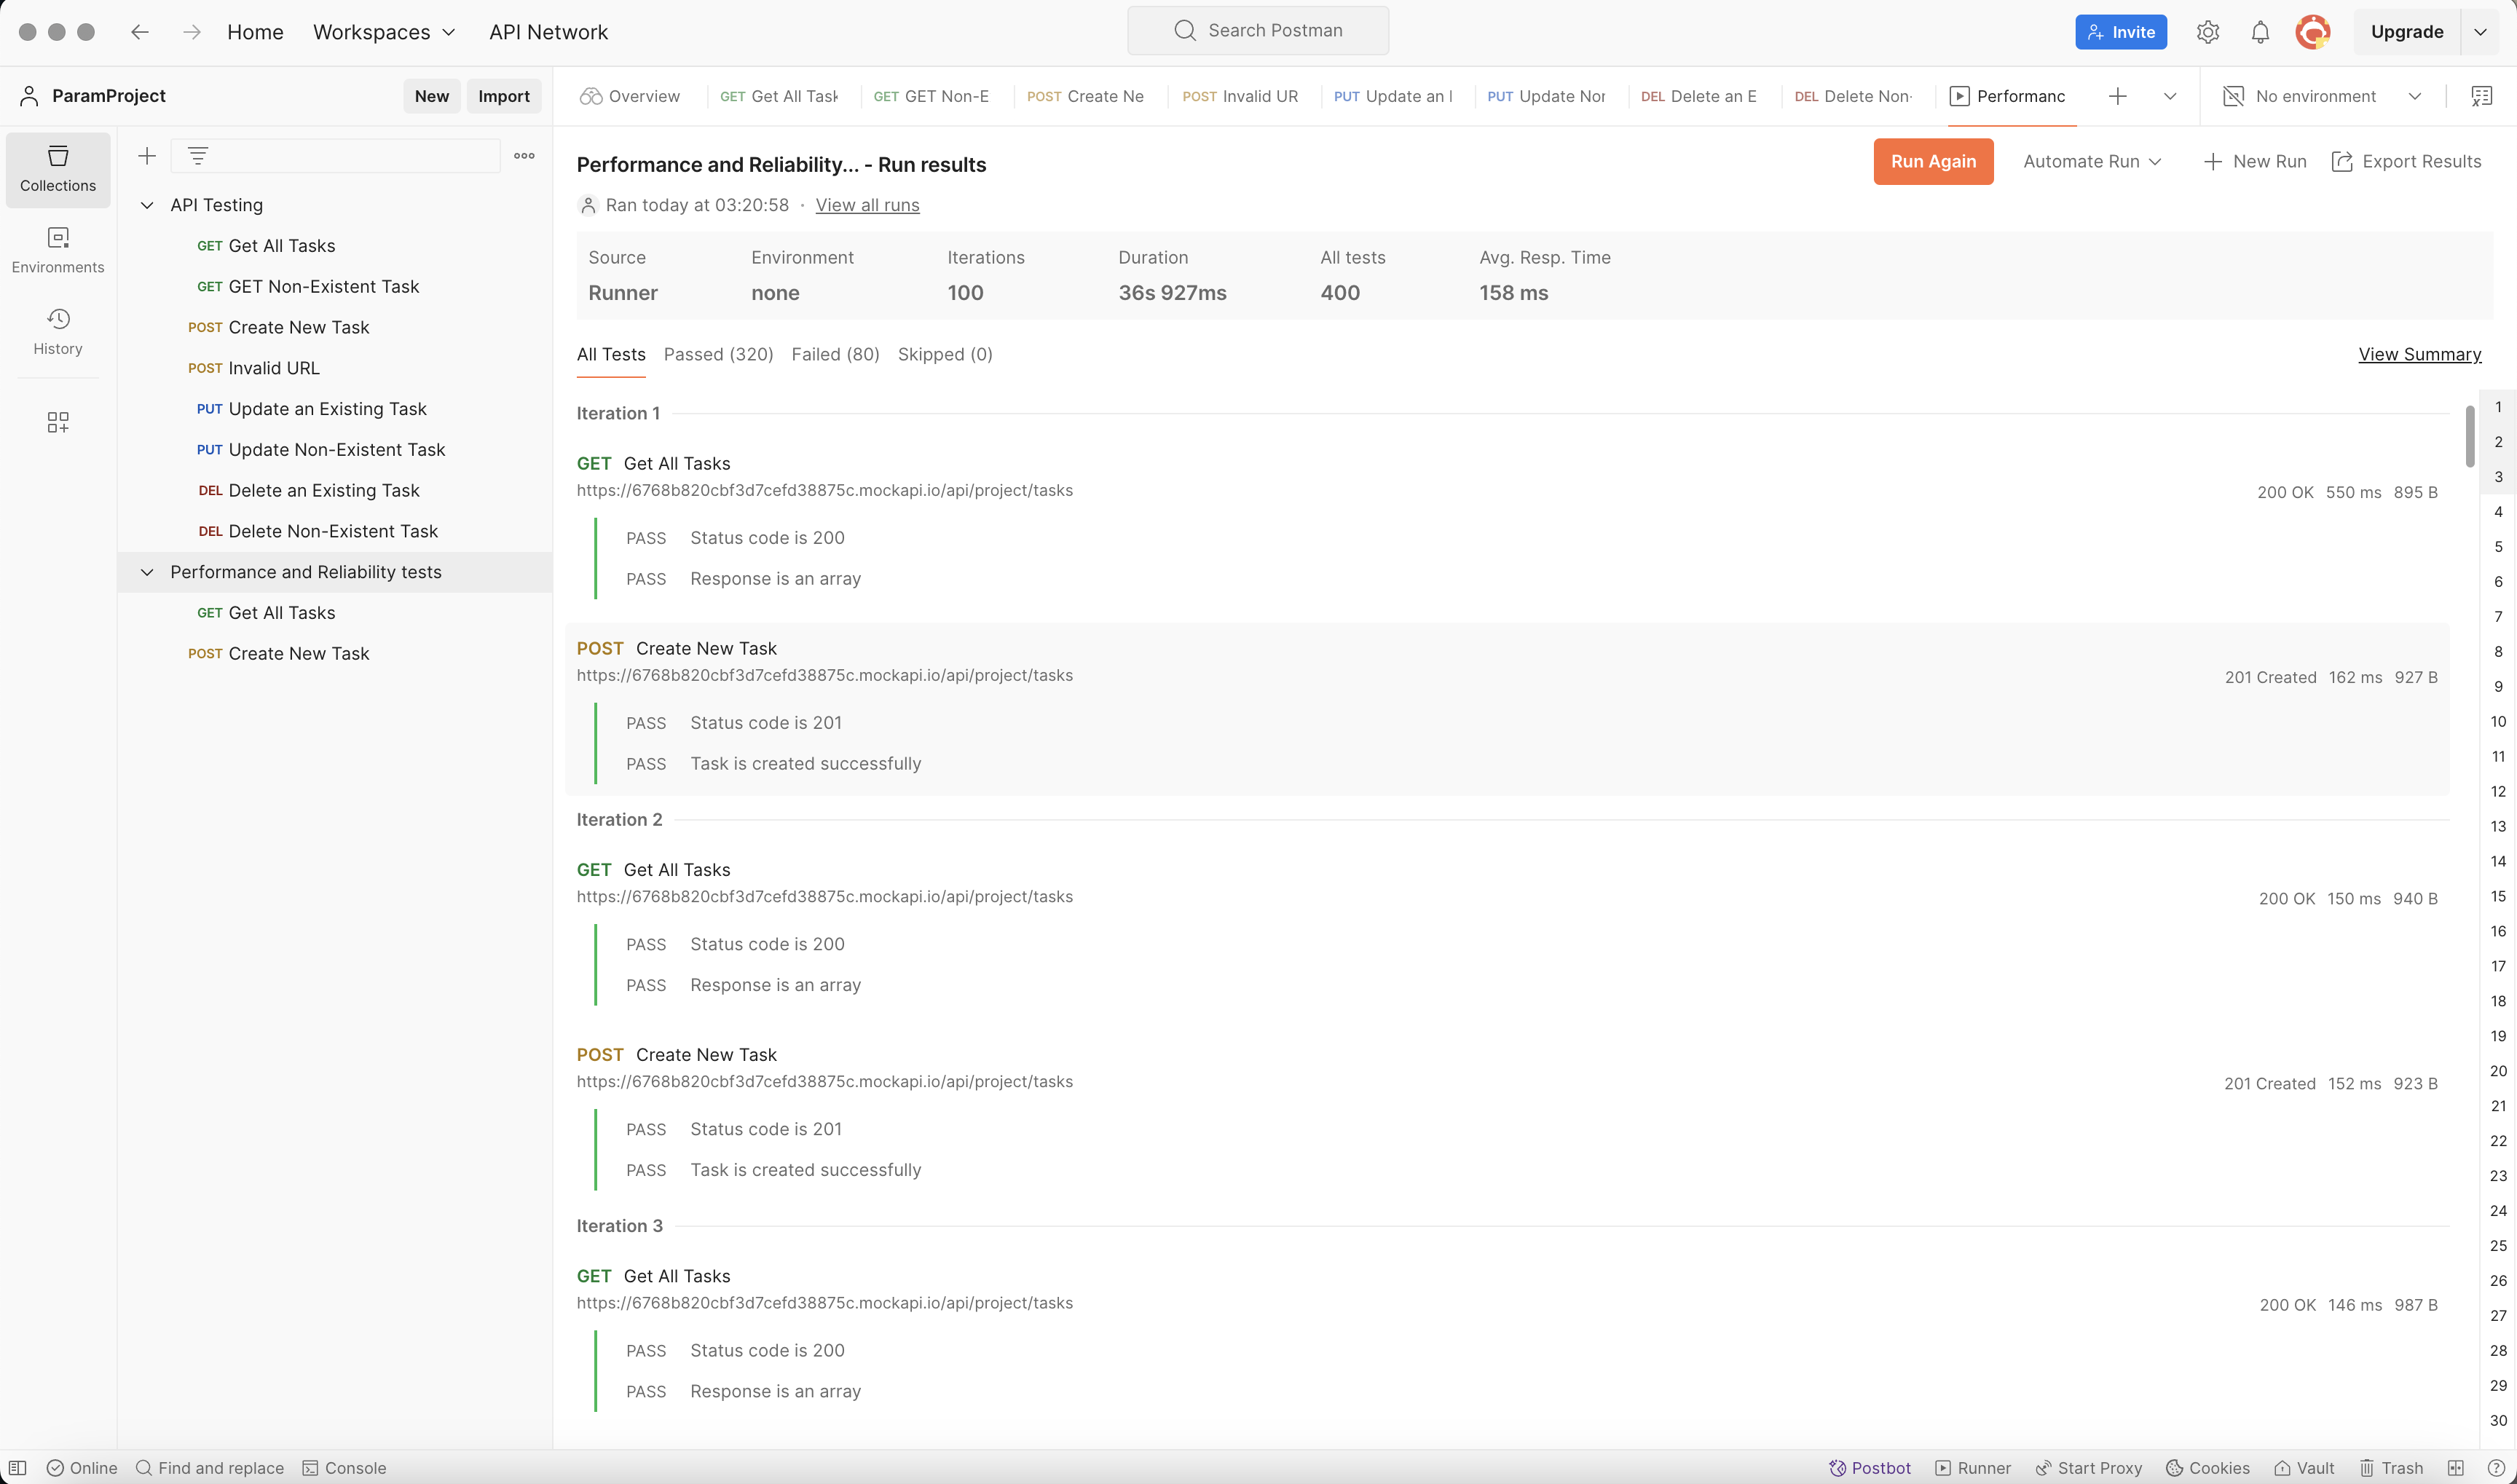 Home Workspaces API Network Search Postman Invite Upgrade
ParamProject New Import
Overview GET Get All Task GET GET Non-E POST Create Ne POST Invalid UR PUT Update an I PUT Update Nor DEL Delete an E DEL Delete Non- Performanc No environment
Collections
Environments
History
API Testing
GET Get All Tasks
GET GET Non-Existent Task
POST Create New Task
POST Invalid URL
PUT Update an Existing Task
PUT Update Non-Existent Task
DEL Delete an Existing Task
DEL Delete Non-Existent Task
Performance and Reliability tests
GET Get All Tasks
POST Create New Task
Performance and Reliability... - Run results
Run Again Automate Run New Run Export Results
Ran today at 03:20:58 · View all runs
Source Environment Iterations Duration All tests Avg. Resp. Time
Runner none 100 36s 927ms 400 158 ms
All Tests Passed (320) Failed (80) Skipped (0) View Summary
Iteration 1
GET Get All Tasks
https://6768b820cbf3d7cefd38875c.mockapi.io/api/project/tasks
200 OK 550 ms 895 B
PASS Status code is 200
PASS Response is an array
POST Create New Task
https://6768b820cbf3d7cefd38875c.mockapi.io/api/project/tasks
201 Created 162 ms 927 B
PASS Status code is 201
PASS Task is created successfully
Iteration 2
GET Get All Tasks
https://6768b820cbf3d7cefd38875c.mockapi.io/api/project/tasks
200 OK 150 ms 940 B
PASS Status code is 200
PASS Response is an array
POST Create New Task
https://6768b820cbf3d7cefd38875c.mockapi.io/api/project/tasks
201 Created 152 ms 923 B
PASS Status code is 201
PASS Task is created successfully
Iteration 3
GET Get All Tasks
https://6768b820cbf3d7cefd38875c.mockapi.io/api/project/tasks
200 OK 146 ms 987 B
PASS Status code is 200
PASS Response is an array
1
2
3
4
5
6
7
8
9
10
11
12
13
14
15
16
17
18
19
20
21
22
23
24
25
26
27
28
29
30
Online Find and replace Console Postbot Runner Start Proxy Cookies Vault Trash